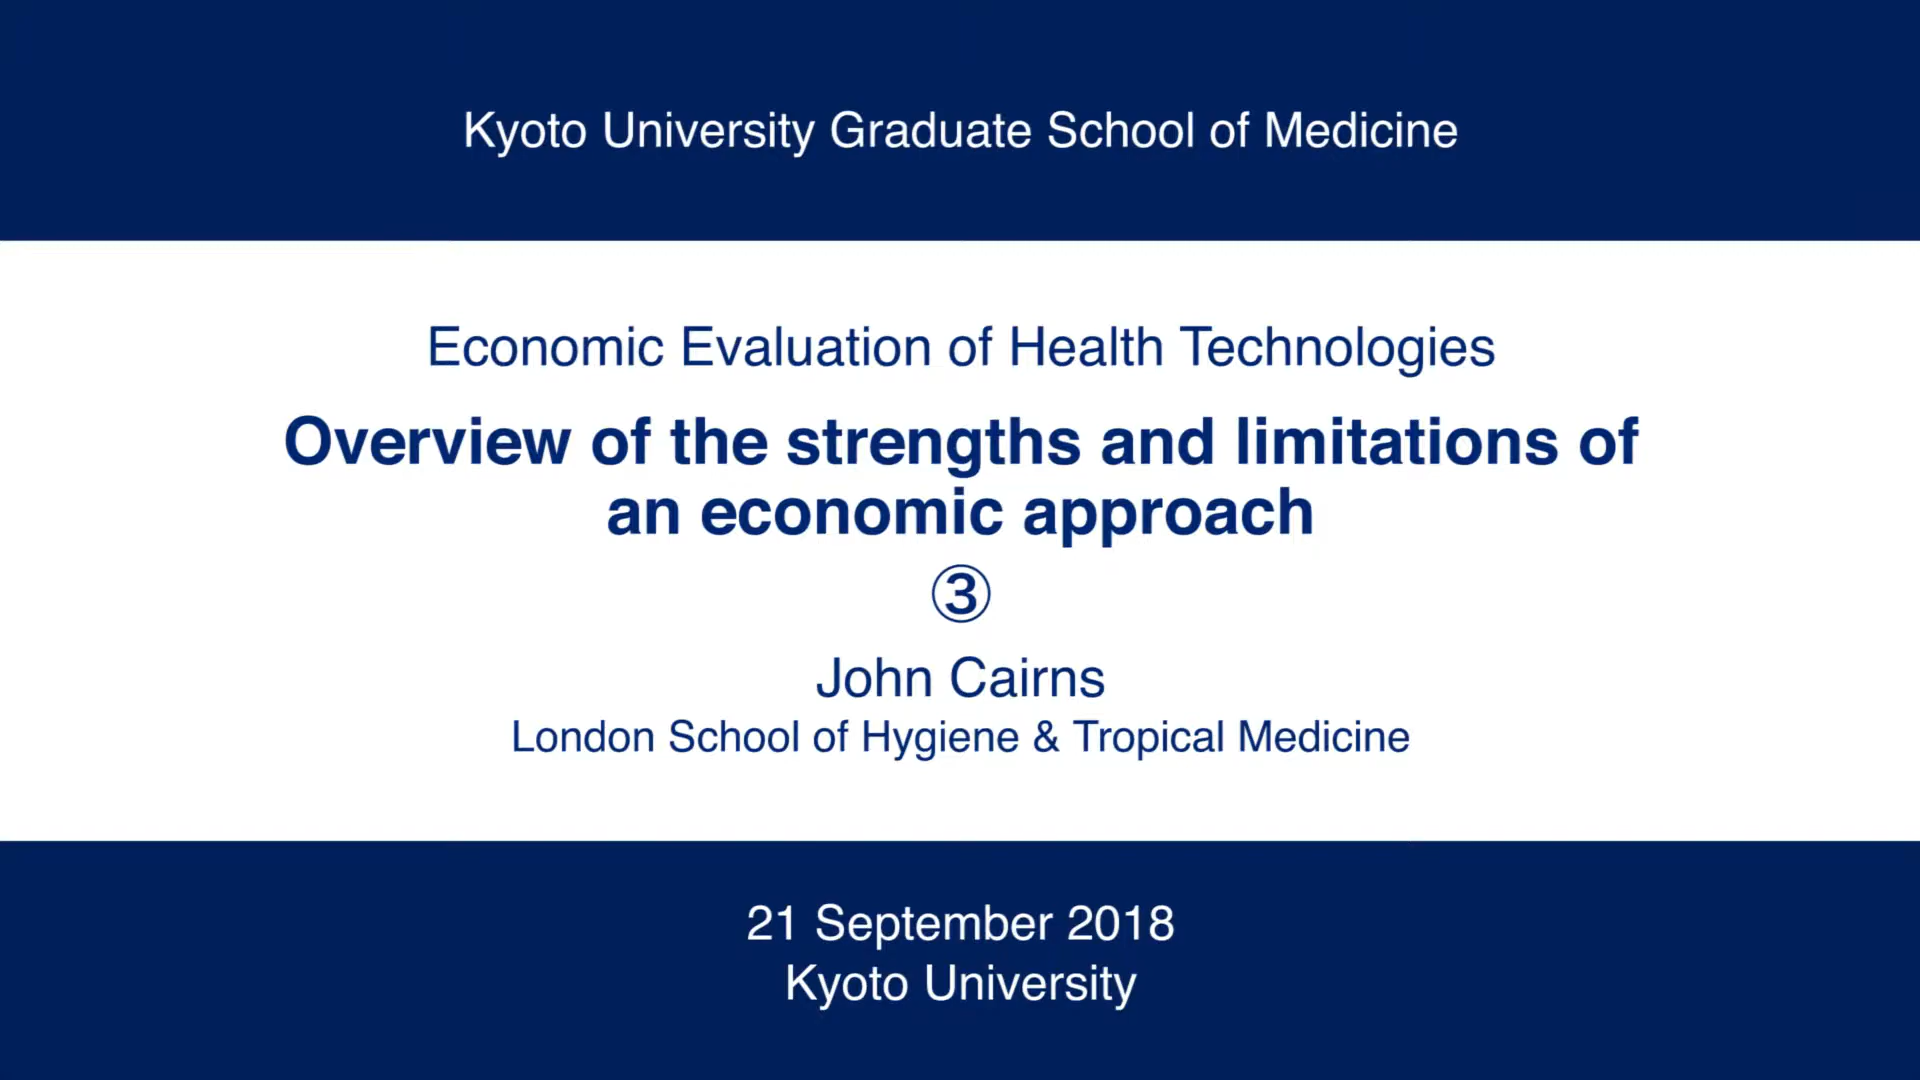 Kyoto University Graduate School of Medicine
Economic Evaluation of Health Technologies
Overview of the strengths and limitations of
an economic approach
③
John Cairns
London School of Hygiene & Tropical Medicine
21 September 2018
Kyoto University